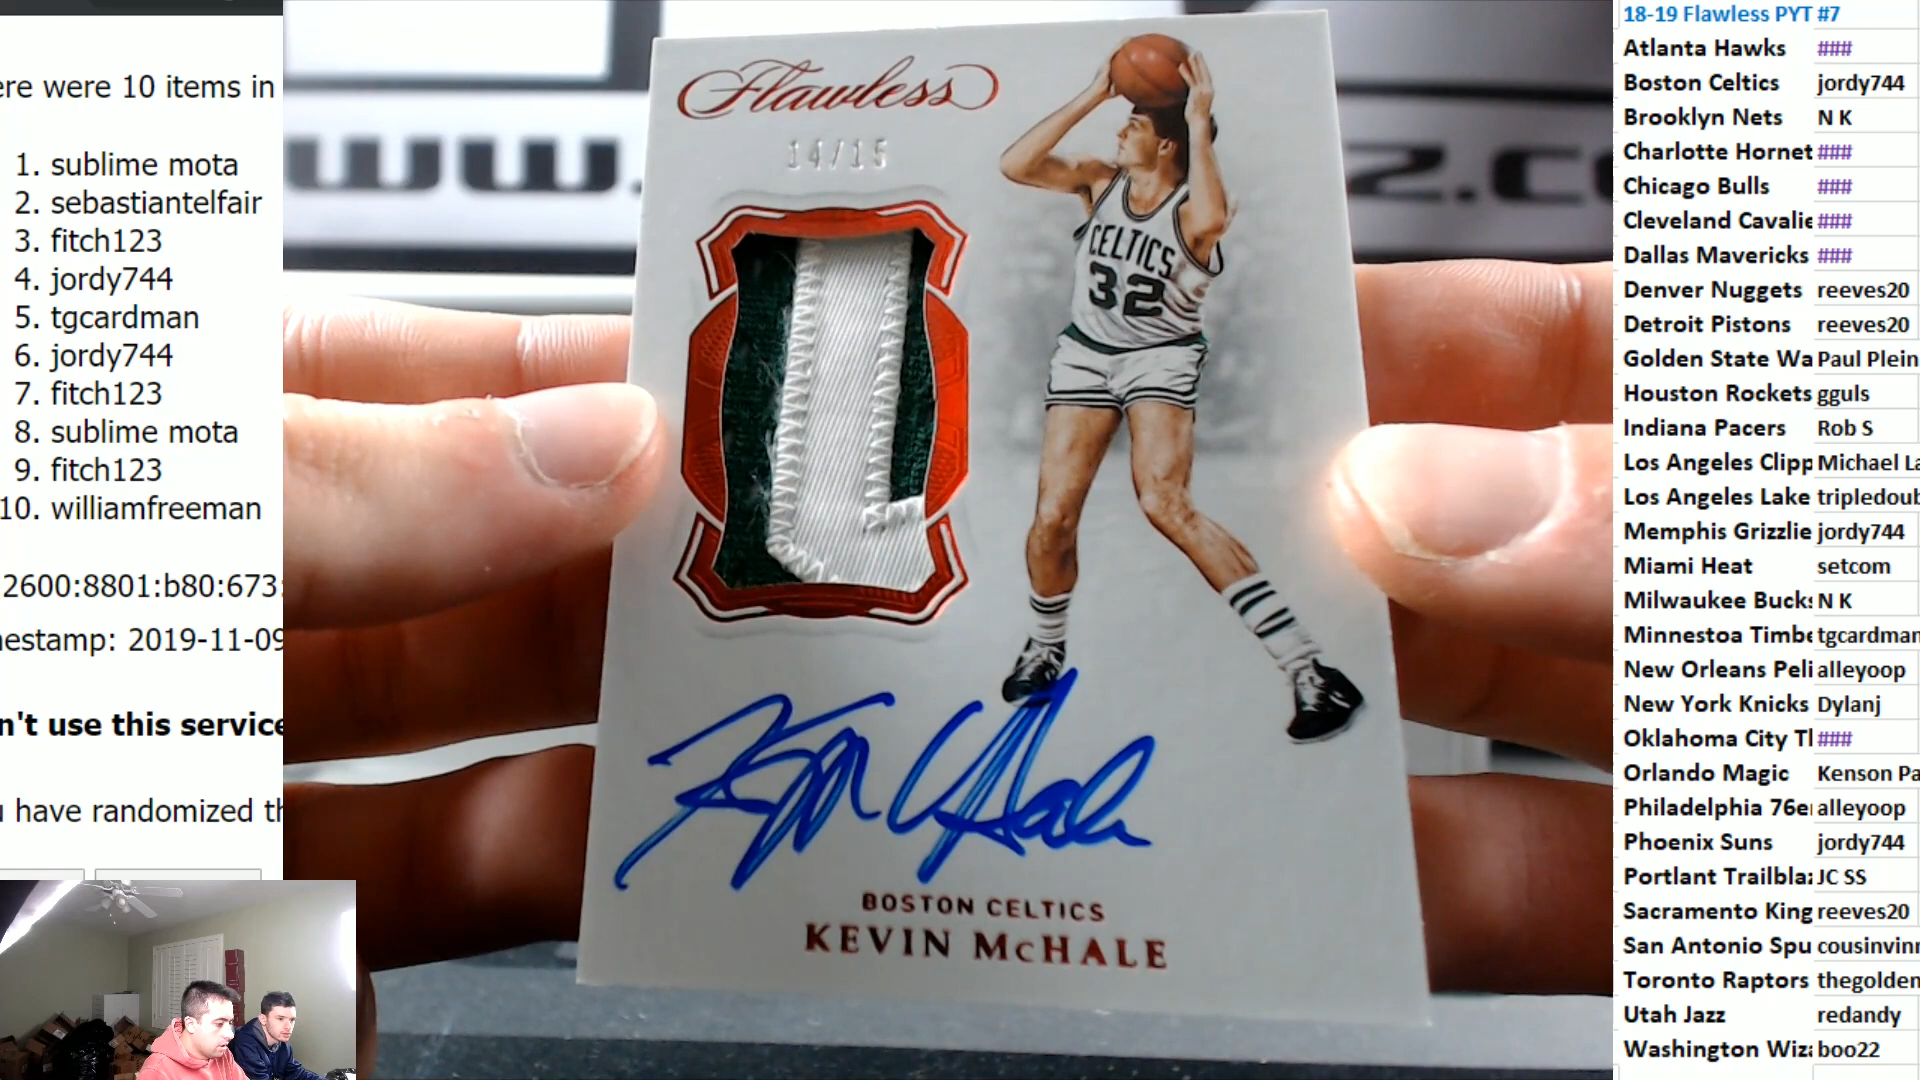 ere were 10 items in
1. sublime mota
2. sebastiantelfair
3. fitch123
4. jordy744
5. tgcardman
6. jordy744
7. fitch123
8. sublime mota
9. fitch123
10. williamfreeman
2600:8801:b80:673:
nestamp: 2019-11-09
n't use this service
u have randomized th
ww.
z.co
Flawless
14/15
CELTICS
32
BOSTON CELTICS
KEVIN McHALE
18-19 Flawless PYT #7
Atlanta Hawks ###
Boston Celtics jordy744
Brooklyn Nets N K
Charlotte Hornet ###
Chicago Bulls ###
Cleveland Cavalie ###
Dallas Mavericks ###
Denver Nuggets reeves20
Detroit Pistons reeves20
Golden State Wa Paul Plein
Houston Rockets gguls
Indiana Pacers Rob S
Los Angeles Clipp Michael La
Los Angeles Lake tripledoub
Memphis Grizzlie jordy744
Miami Heat setcom
Milwaukee Bucks N K
Minnestoa Timbe tgcardman
New Orleans Peli alleyoop
New York Knicks Dylanj
Oklahoma City Tl ###
Orlando Magic Kenson Pa
Philadelphia 76e alleyoop
Phoenix Suns jordy744
Portlant Trailblaz JC SS
Sacramento King reeves20
San Antonio Spu cousinvinn
Toronto Raptors thegolden
Utah Jazz redandy
Washington Wiza boo22